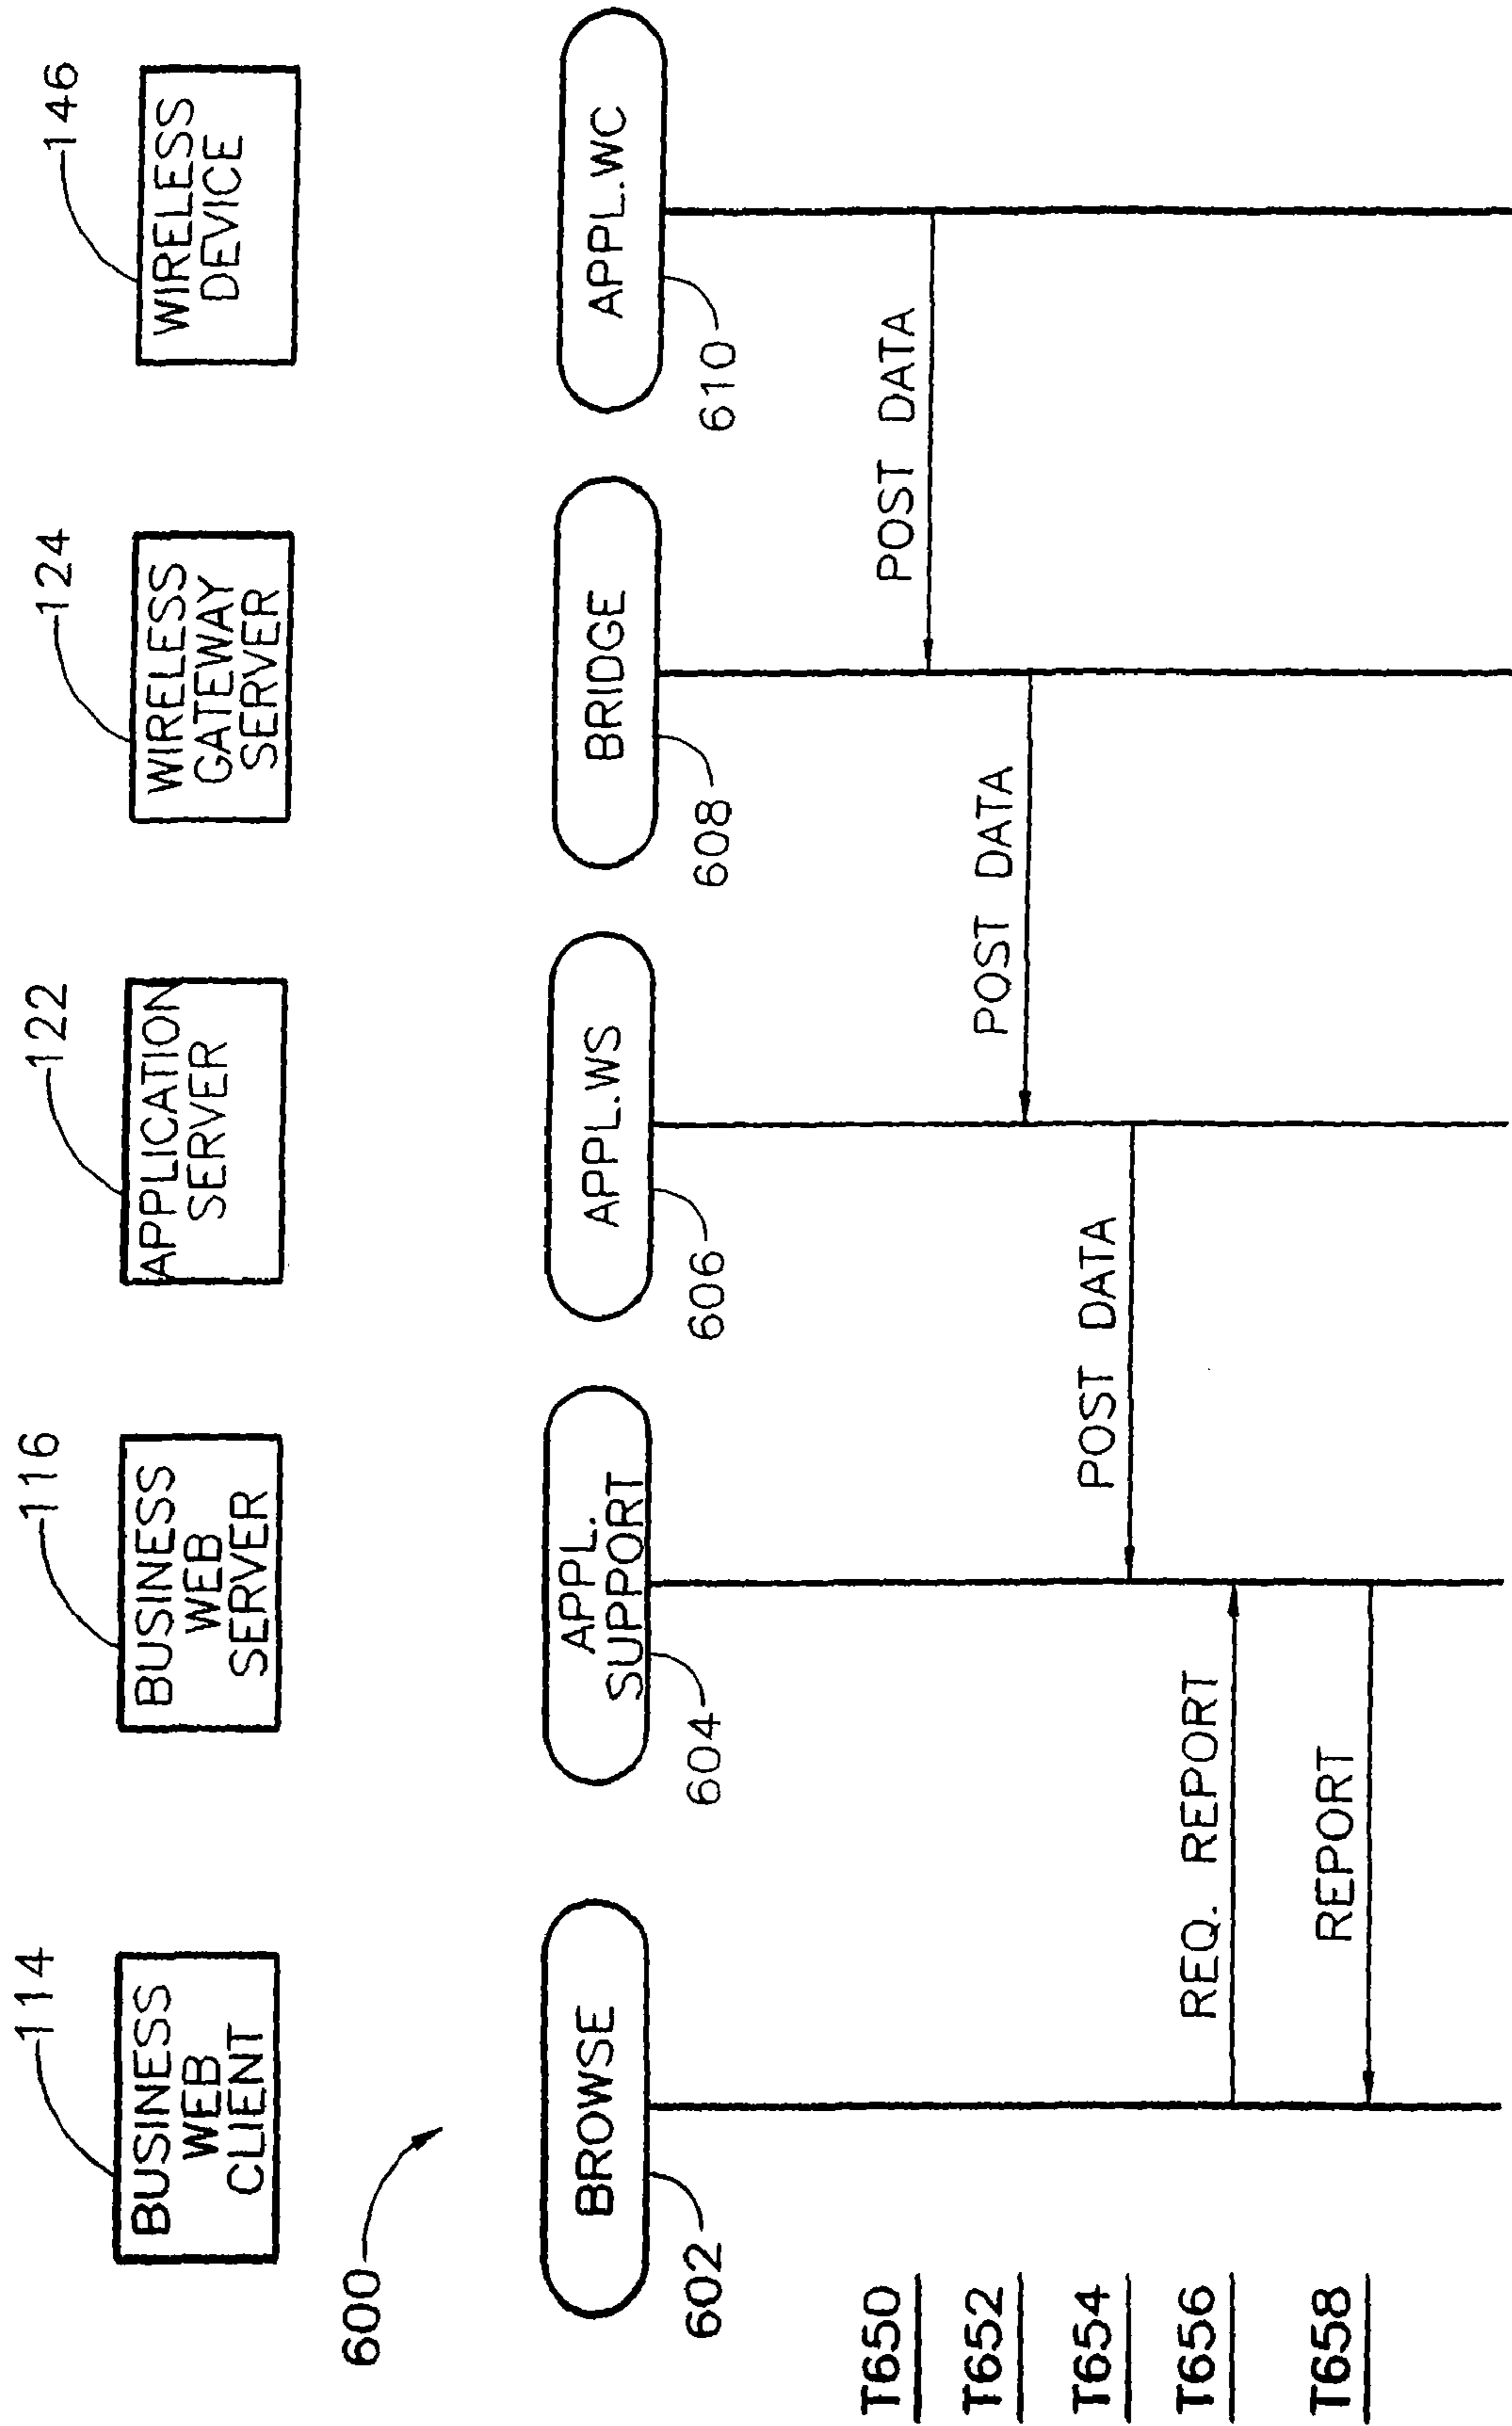 114
116
122
124
146
BUSINESS
WEB
CLIENT
BUSINESS
WEB
SERVER
APPLICATION
SERVER
WIRELESS
GATEWAY
SERVER
WIRELESS
DEVICE
600
BROWSE
APPL.
SUPPORT
APPL.WS
BRIDGE
APPL.WC
602
604
606
608
610
T650
POST DATA
T652
POST DATA
T654
POST DATA
T656
REQ. REPORT
T658
REPORT